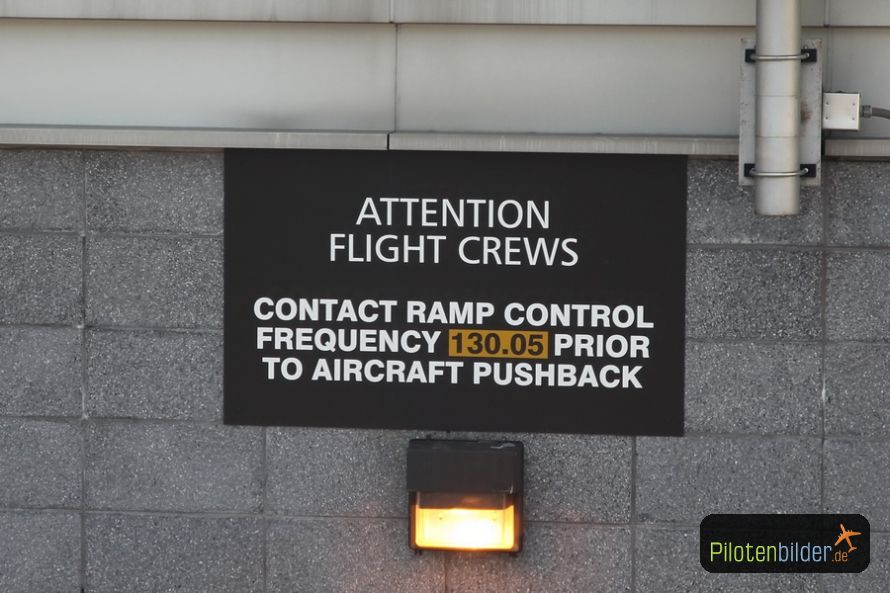 ATTENTION
FLIGHT CREWS
CONTACT RAMP CONTROL
FREQUENCY 130.05 PRIOR
TO AIRCRAFT PUSHBACK
Pilotenbilder.de